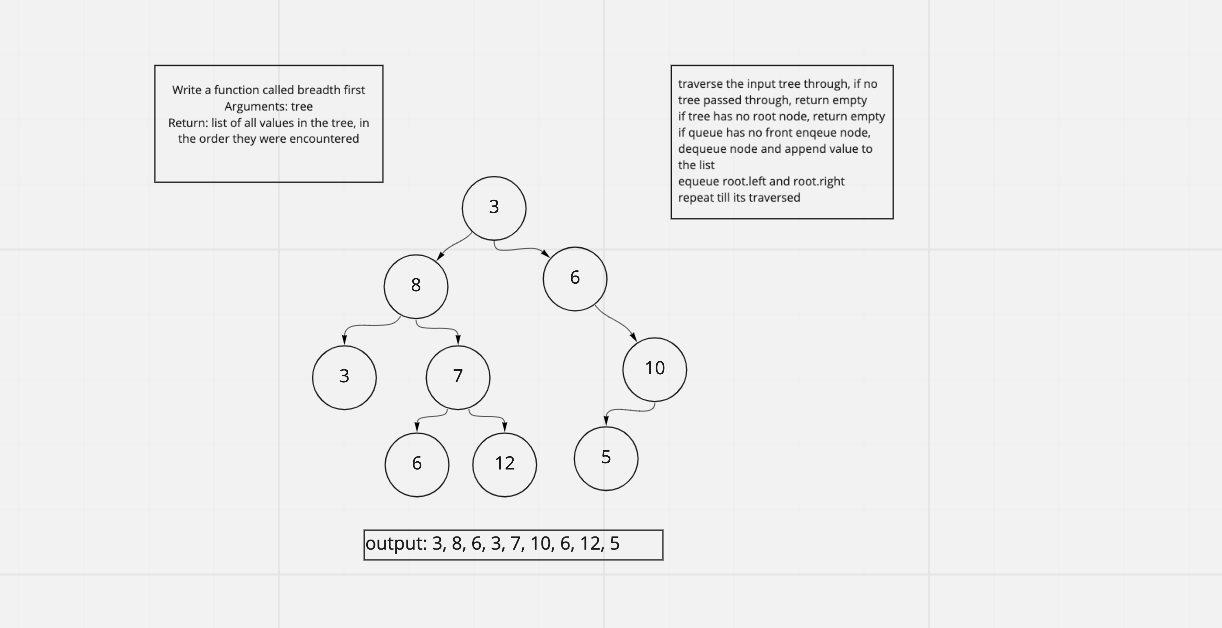 Write a function called breadth first
Arguments: tree
Return: list of all values in the tree, in
the order they were encountered
traverse the input tree through, if no
tree passed through, return empty
if tree has no root node, return empty
if queue has no front enqeue node,
dequeue node and append value to
the list
equeue root.left and root.right
repeat till its traversed
3
8
6
3
7
10
6
12
5
output: 3, 8, 6, 3, 7, 10, 6, 12, 5